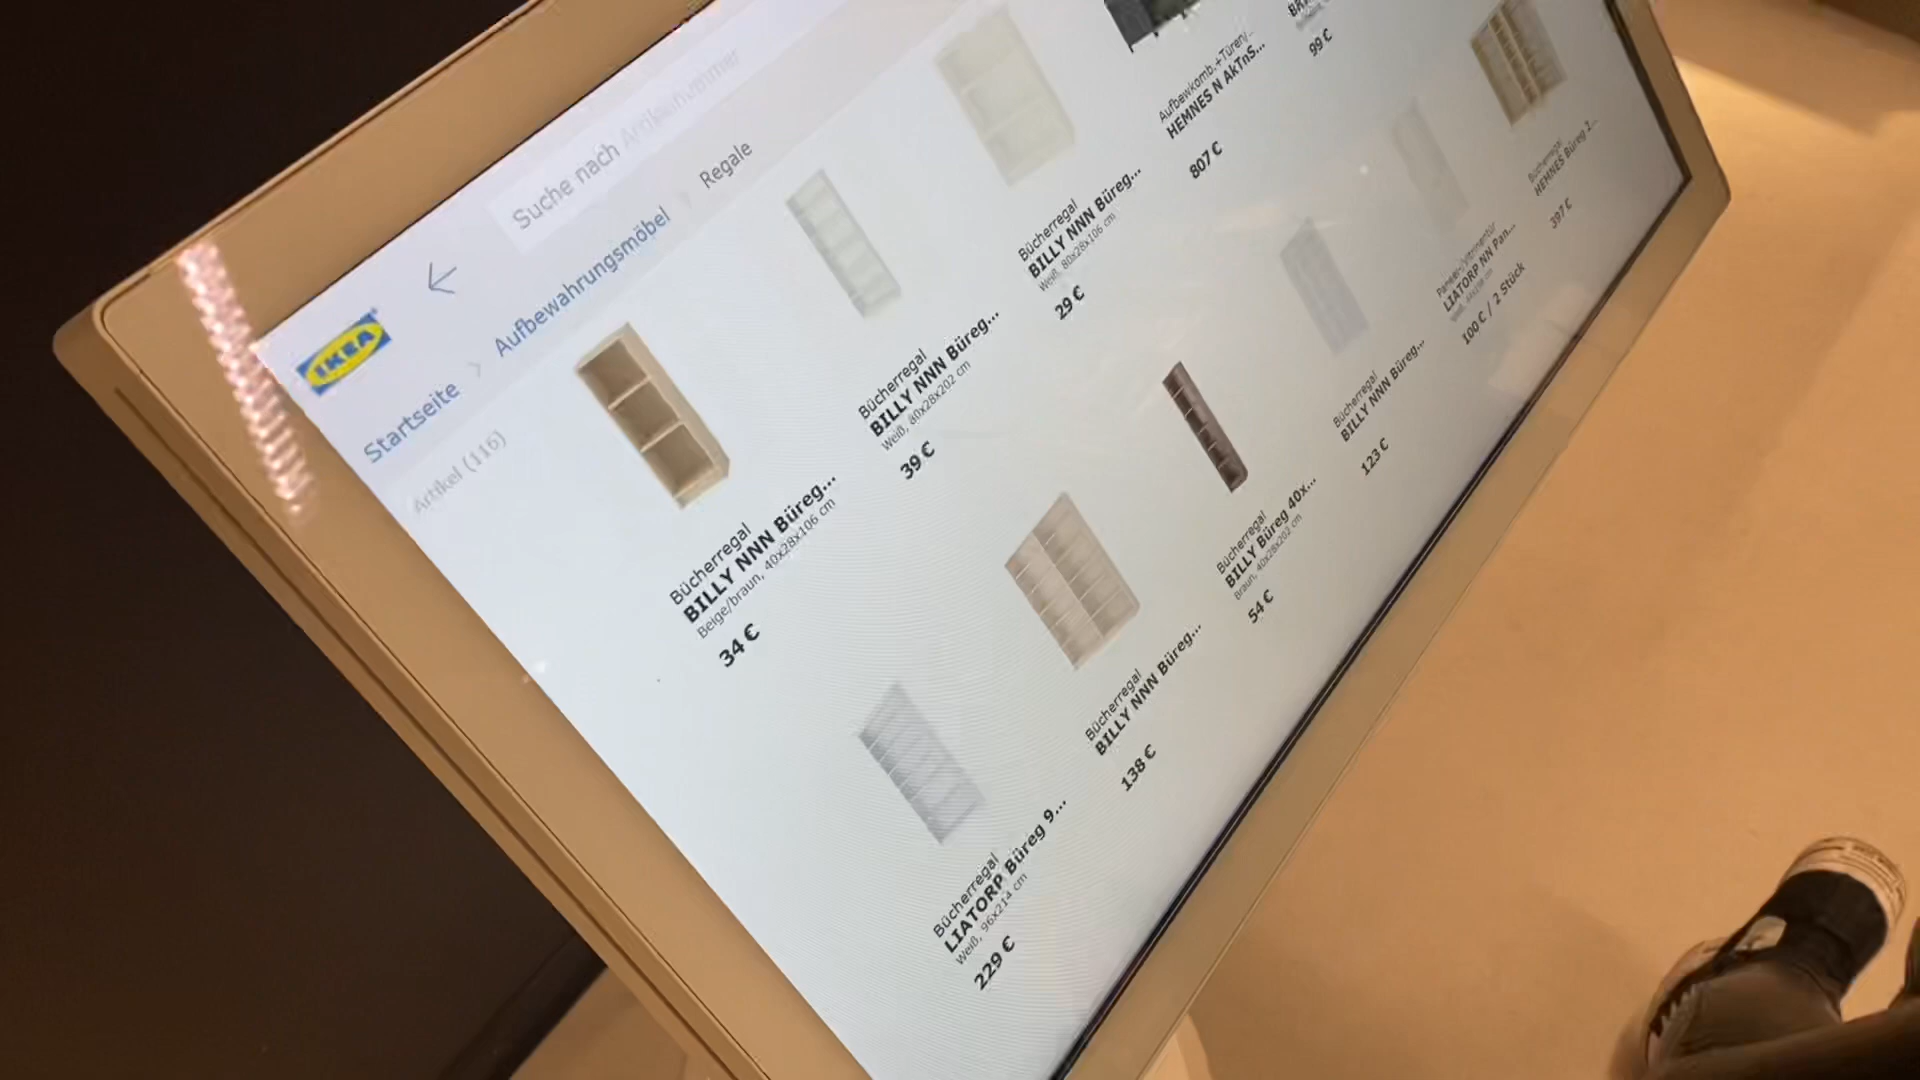 IKEA
Suche nach Artikelnummer
Startseite
Aufbewahrungsmöbel
Regale
Artikel (116)
Bücherregal
BILLY NNN Büreg...
Beige/braun, 40x28x106 cm
34 €
Bücherregal
BILLY NNN Büreg...
Weiß, 80x28x202 cm
39 €
Bücherregal
BILLY NNN Büreg...
Weiß, 80x28x106 cm
29 €
Aufbewkomb.+Türen/...
HEMNES N AkTnS...
807 €
99 €
Bücherregal
LIATORP Büreg 9...
Weiß, 96x214 cm
229 €
Bücherregal
BILLY NNN Büreg...
138 €
Bücherregal
BILLY Büreg 40x...
Braun, 40x28x202 cm
54 €
Bücherregal
BILLY NNN Büreg...
123 €
Paneel-/Vitrinentür
LIATORP NN Pan...
100 € / 2 Stück
Bücherregal
HEMNES Büreg 2...
397 €